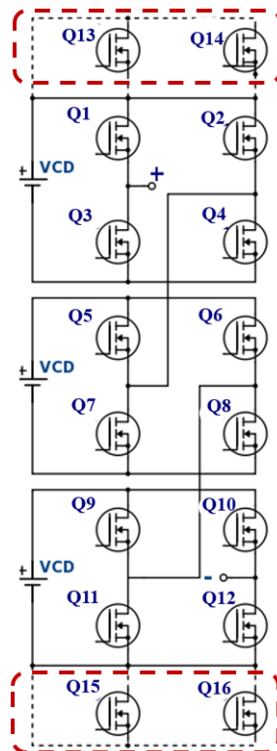 Q13 Q14
Q1 Q2
+ VCD
+
Q3 Q4
Q5 Q6
+ VCD
Q7 Q8
Q9 Q10
+ VCD
-
Q11 Q12
Q15 Q16